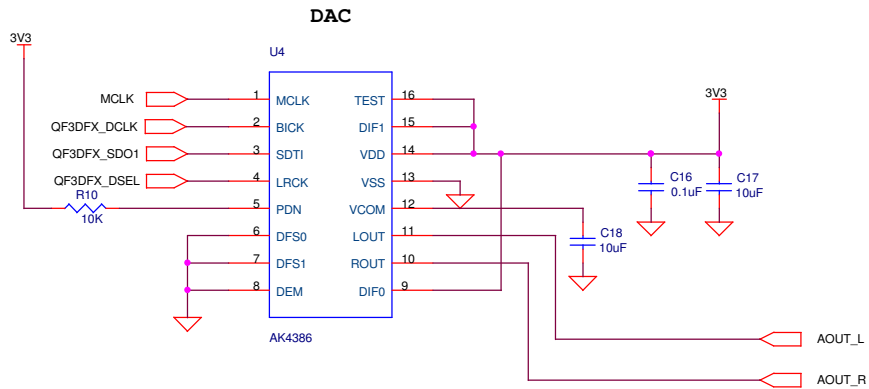 DAC
3V3
U4
3V3
MCLK 1 MCLK TEST 16
QF3DFX_DCLK 2 BICK DIF1 15
QF3DFX_SDO1 3 SDTI VDD 14
QF3DFX_DSEL 4 LRCK VSS 13
R10
10K
5 PDN VCOM 12
6 DFS0 LOUT 11
7 DFS1 ROUT 10
8 DEM DIF0 9
C16
0.1uF
C17
10uF
C18
10uF
AK4386
AOUT_L
AOUT_R